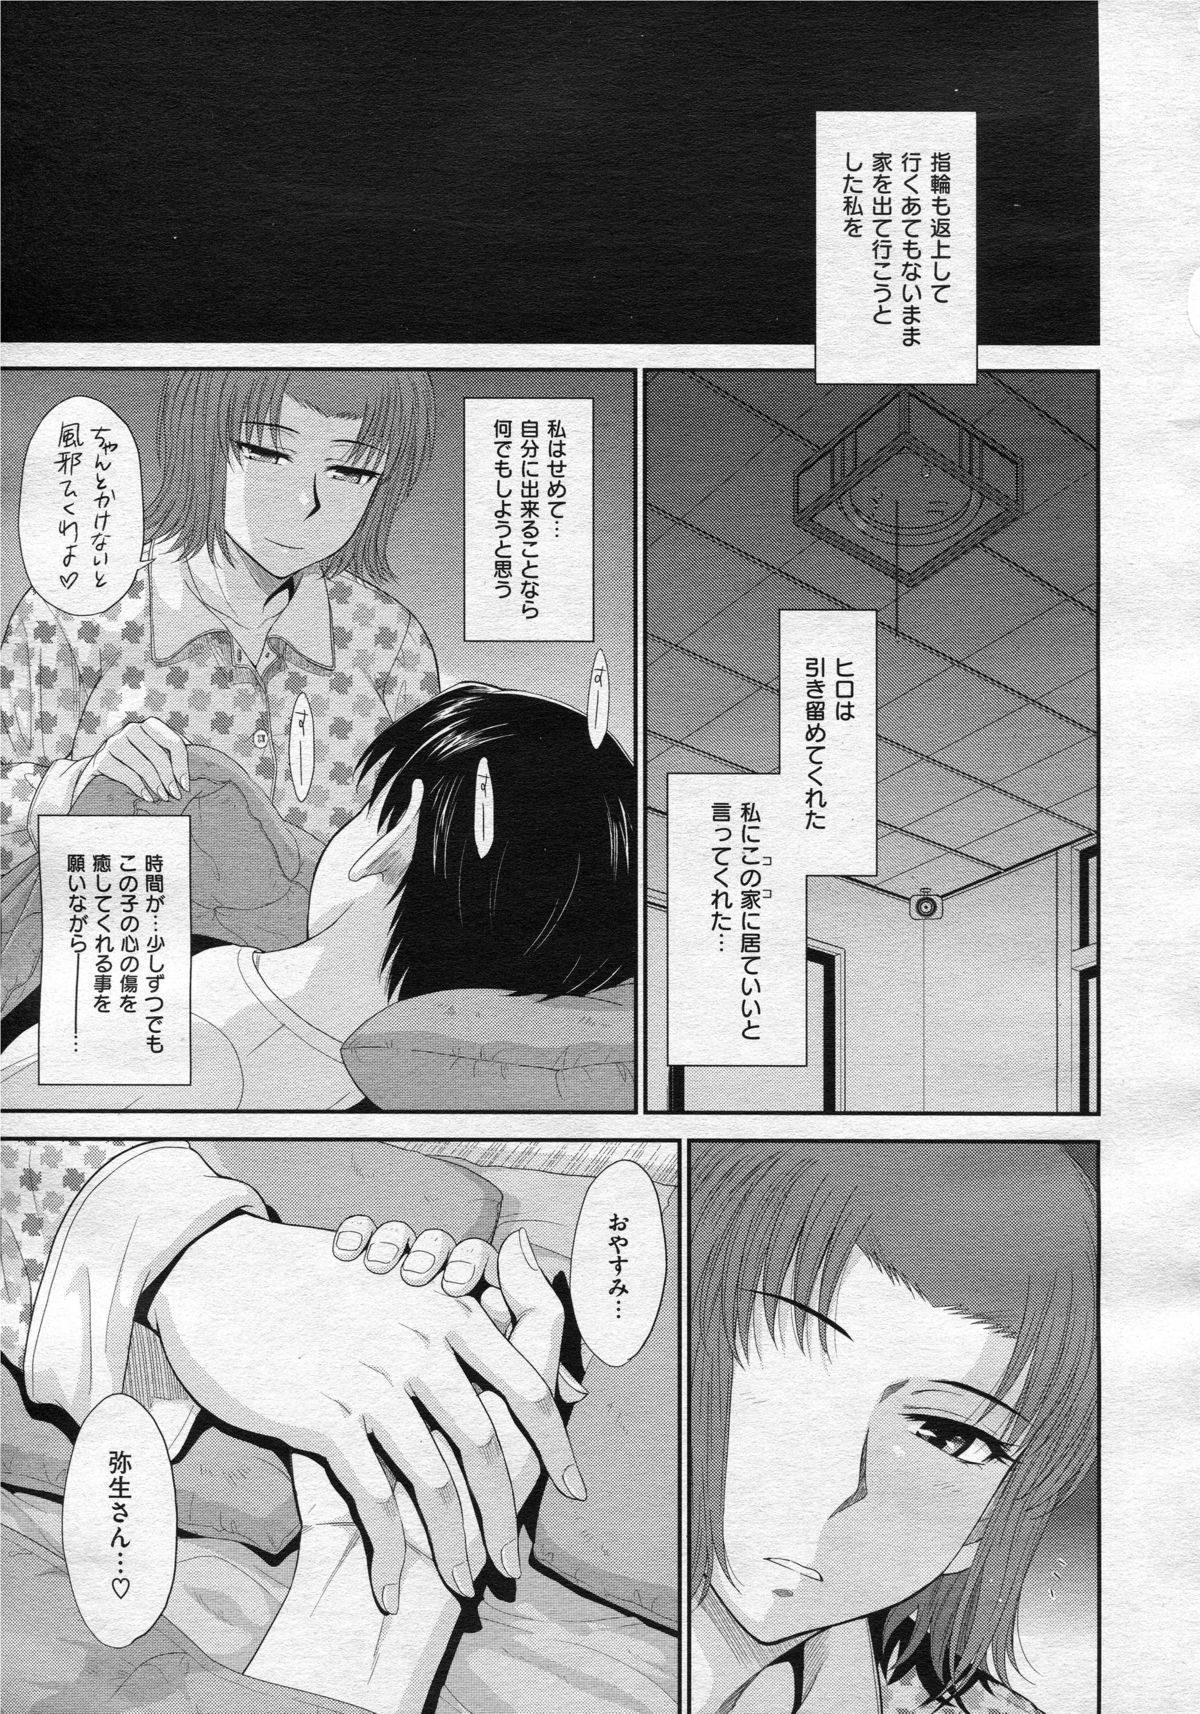 指輪も返上して
行くあてもないまま
家を出て行こうと
した私を
ヒロは
引き留めてくれた
私にこの家に居ていいと
ココ
言ってくれた…
私はせめて…
自分に出来ることなら
何でもしようと思う
ちゃんとかけないと
風邪ひくわよ♡
すー
すー
すー
時間が…少しずつでも
この子の心の傷を
癒してくれる事を
願いながら――――…
おやすみ…
弥生さん…♡